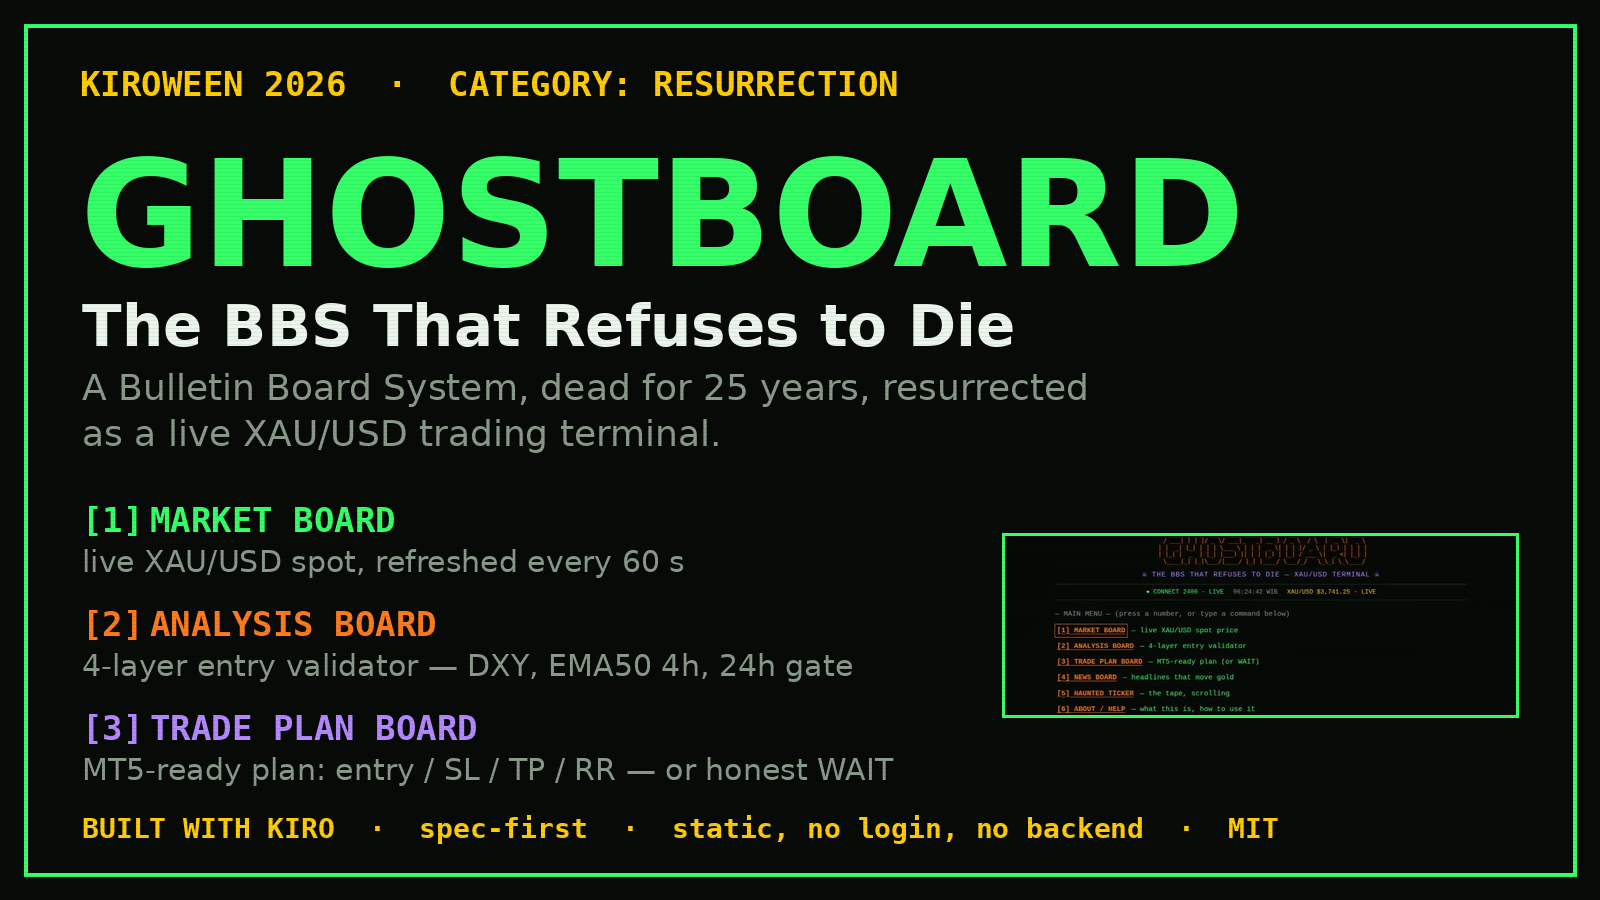 KIROWEEN 2026 · CATEGORY: RESURRECTION
GHOSTBOARD
The BBS That Refuses to Die
A Bulletin Board System, dead for 25 years, resurrected
as a live XAU/USD trading terminal.
[1] MARKET BOARD
live XAU/USD spot, refreshed every 60 s
[2] ANALYSIS BOARD
4-layer entry validator — DXY, EMA50 4h, 24h gate
[3] TRADE PLAN BOARD
MT5-ready plan: entry / SL / TP / RR — or honest WAIT
☠ THE BBS THAT REFUSES TO DIE — XAU/USD TERMINAL ☠
● CONNECT 2400 · LIVE 06:24:42 WIB XAU/USD $3,741.25 · LIVE
— MAIN MENU — (press a number, or type a command below)
[1] MARKET BOARD — live XAU/USD spot price
[2] ANALYSIS BOARD — 4-layer entry validator
[3] TRADE PLAN BOARD — MT5-ready plan (or WAIT)
[4] NEWS BOARD — headlines that move gold
[5] HAUNTED TICKER — the tape, scrolling
[6] ABOUT / HELP — what this is, how to use it
BUILT WITH KIRO · spec-first · static, no login, no backend · MIT